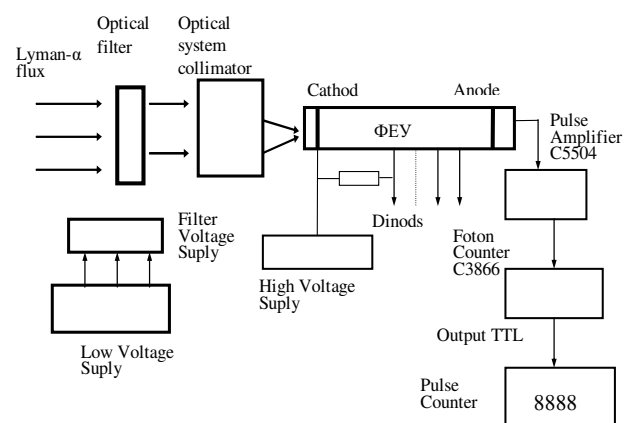 Optical
filter
Optical
system
collimator
Lyman-α
flux
Cathod
Anode
ФЕУ
Pulse
Amplifier
C5504
Dinods
Filter
Voltage
Suply
Foton
Counter
C3866
High Voltage
Suply
Low Voltage
Suply
Output TTL
Pulse
Counter
8888